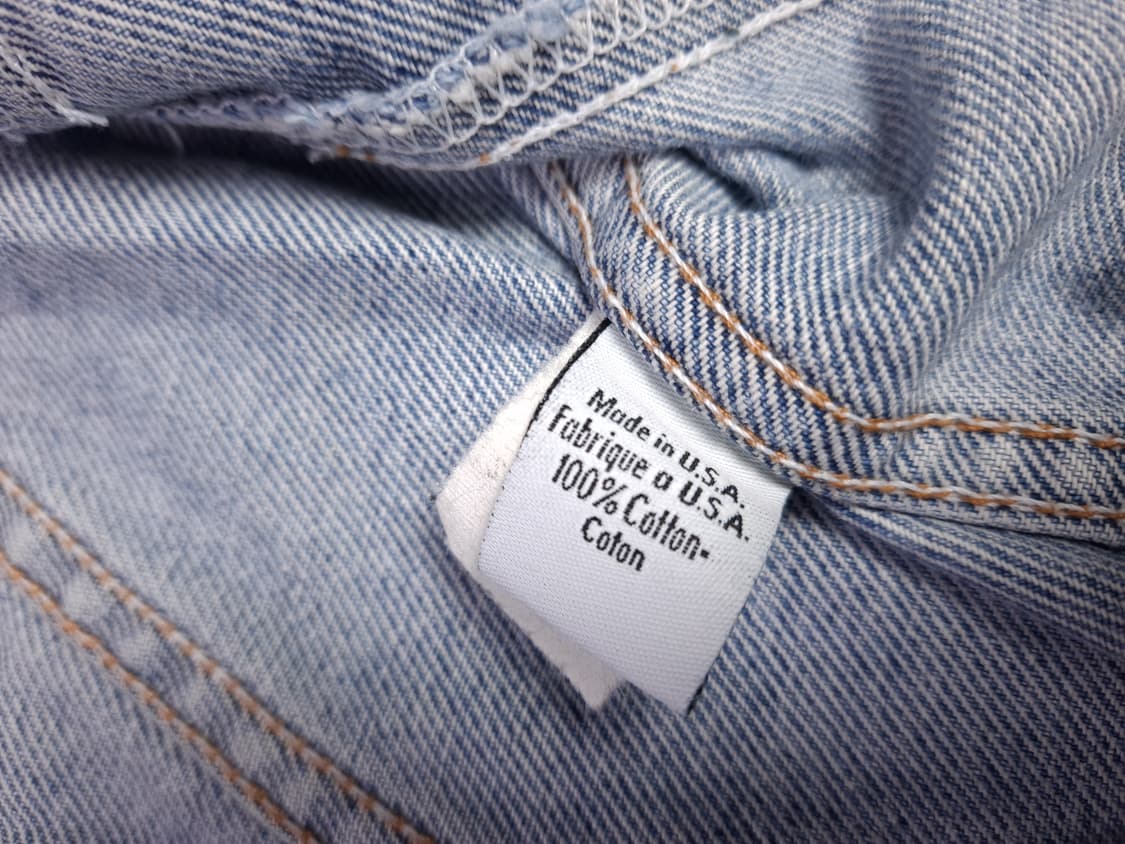 Made in U.S.A.
Fabrique a U.S.A.
100% Cotton-
Coton